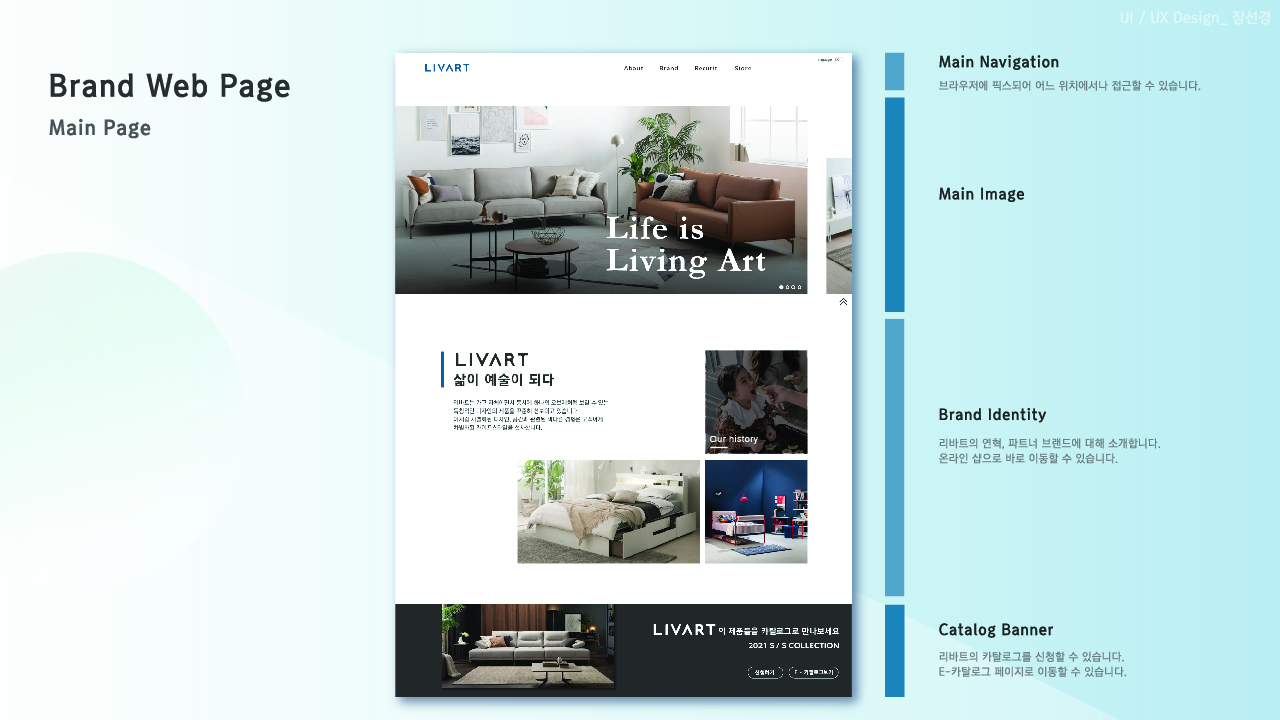 UI / UX Design_ 장선경
Brand Web Page
Main Page
LIVART
About Brand Recurit Store
Life is
Living Art
LIVART
삶이 예술이 되다
Our history
LIVART 의 제품들을 카탈로그로 만나보세요
2021 S / S COLLECTION
신청하기 E - 카탈로그보기
Main Navigation
브라우저에 픽스되어 어느 위치에서나 접근할 수 있습니다.
Main Image
Brand Identity
리바트의 연혁, 파트너 브랜드에 대해 소개합니다.
온라인 샵으로 바로 이동할 수 있습니다.
Catalog Banner
리바트의 카탈로그를 신청할 수 있습니다.
E-카탈로그 페이지로 이동할 수 있습니다.